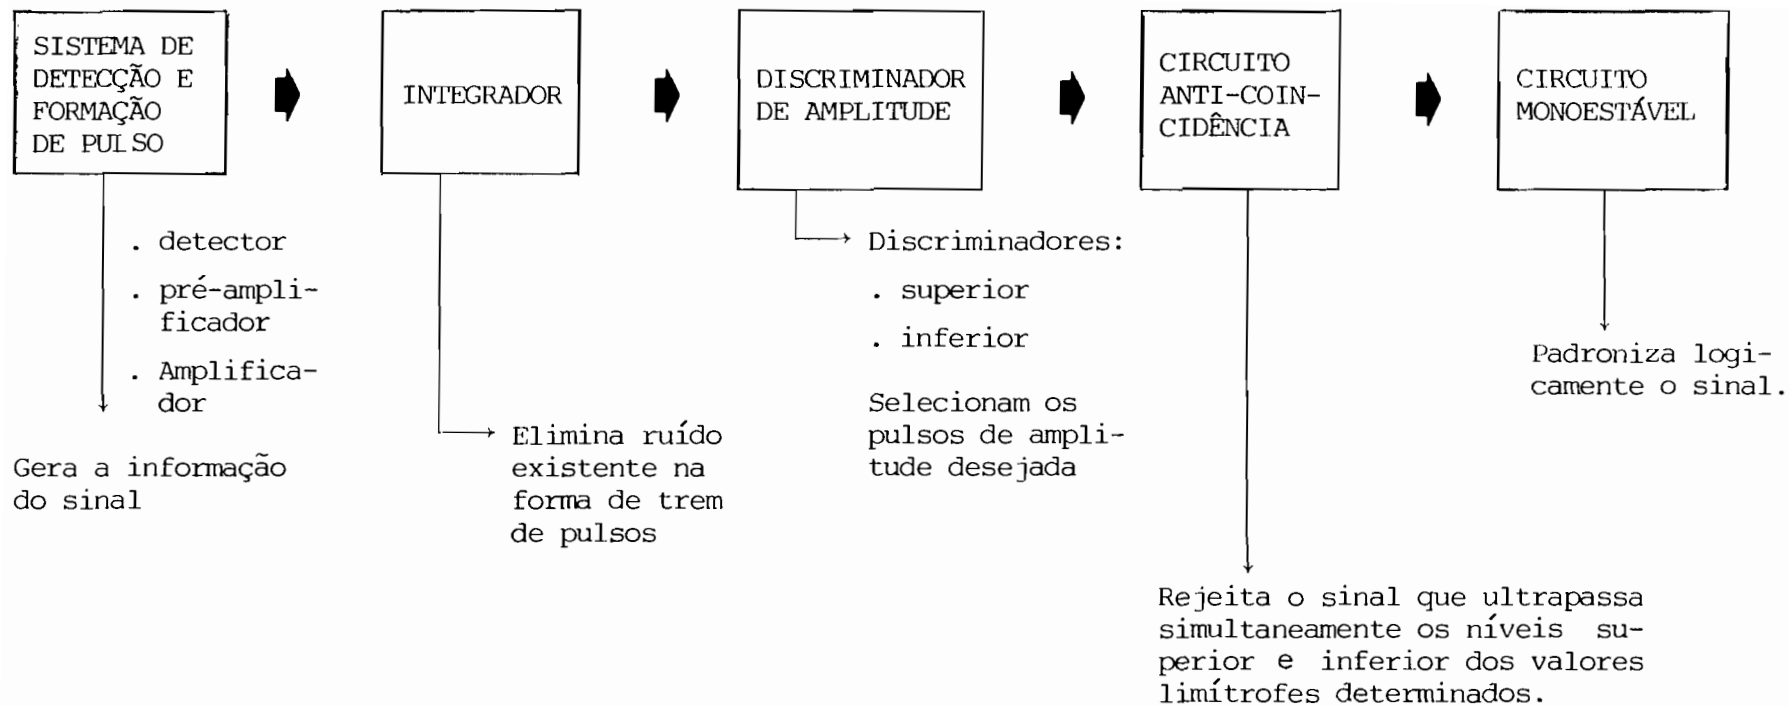 SISTEMA DE
DETECÇÃO E
FORMAÇÃO
DE PULSO
INTEGRADOR
DISCRIMINADOR
DE AMPLITUDE
CIRCUITO
ANTI-COIN-
CIDÊNCIA
CIRCUITO
MONOESTÁVEL
. detector
. pré-ampli-
ficador
. Amplifica-
dor
Gera a informação
do sinal
Elimina ruído
existente na
forma de trem
de pulsos
Discriminadores:
. superior
. inferior
Selecionam os
pulsos de ampli-
tude desejada
Rejeita o sinal que ultrapassa
simultaneamente os níveis su-
perior e inferior dos valores
limítrofes determinados.
Padroniza logi-
camente o sinal.